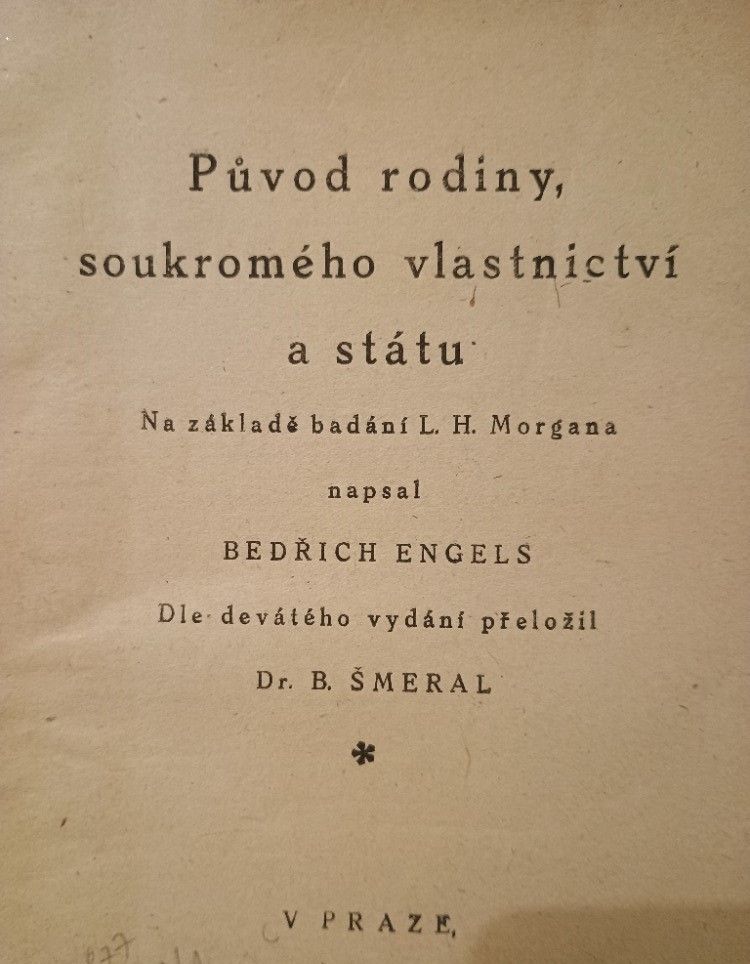 Původ rodiny,
soukromého vlastnictví
a státu
Na základě badání L. H. Morgana
napsal
BEDŘICH ENGELS
Dle devátého vydání přeložil
Dr. B. ŠMERAL
*
V PRAZE,